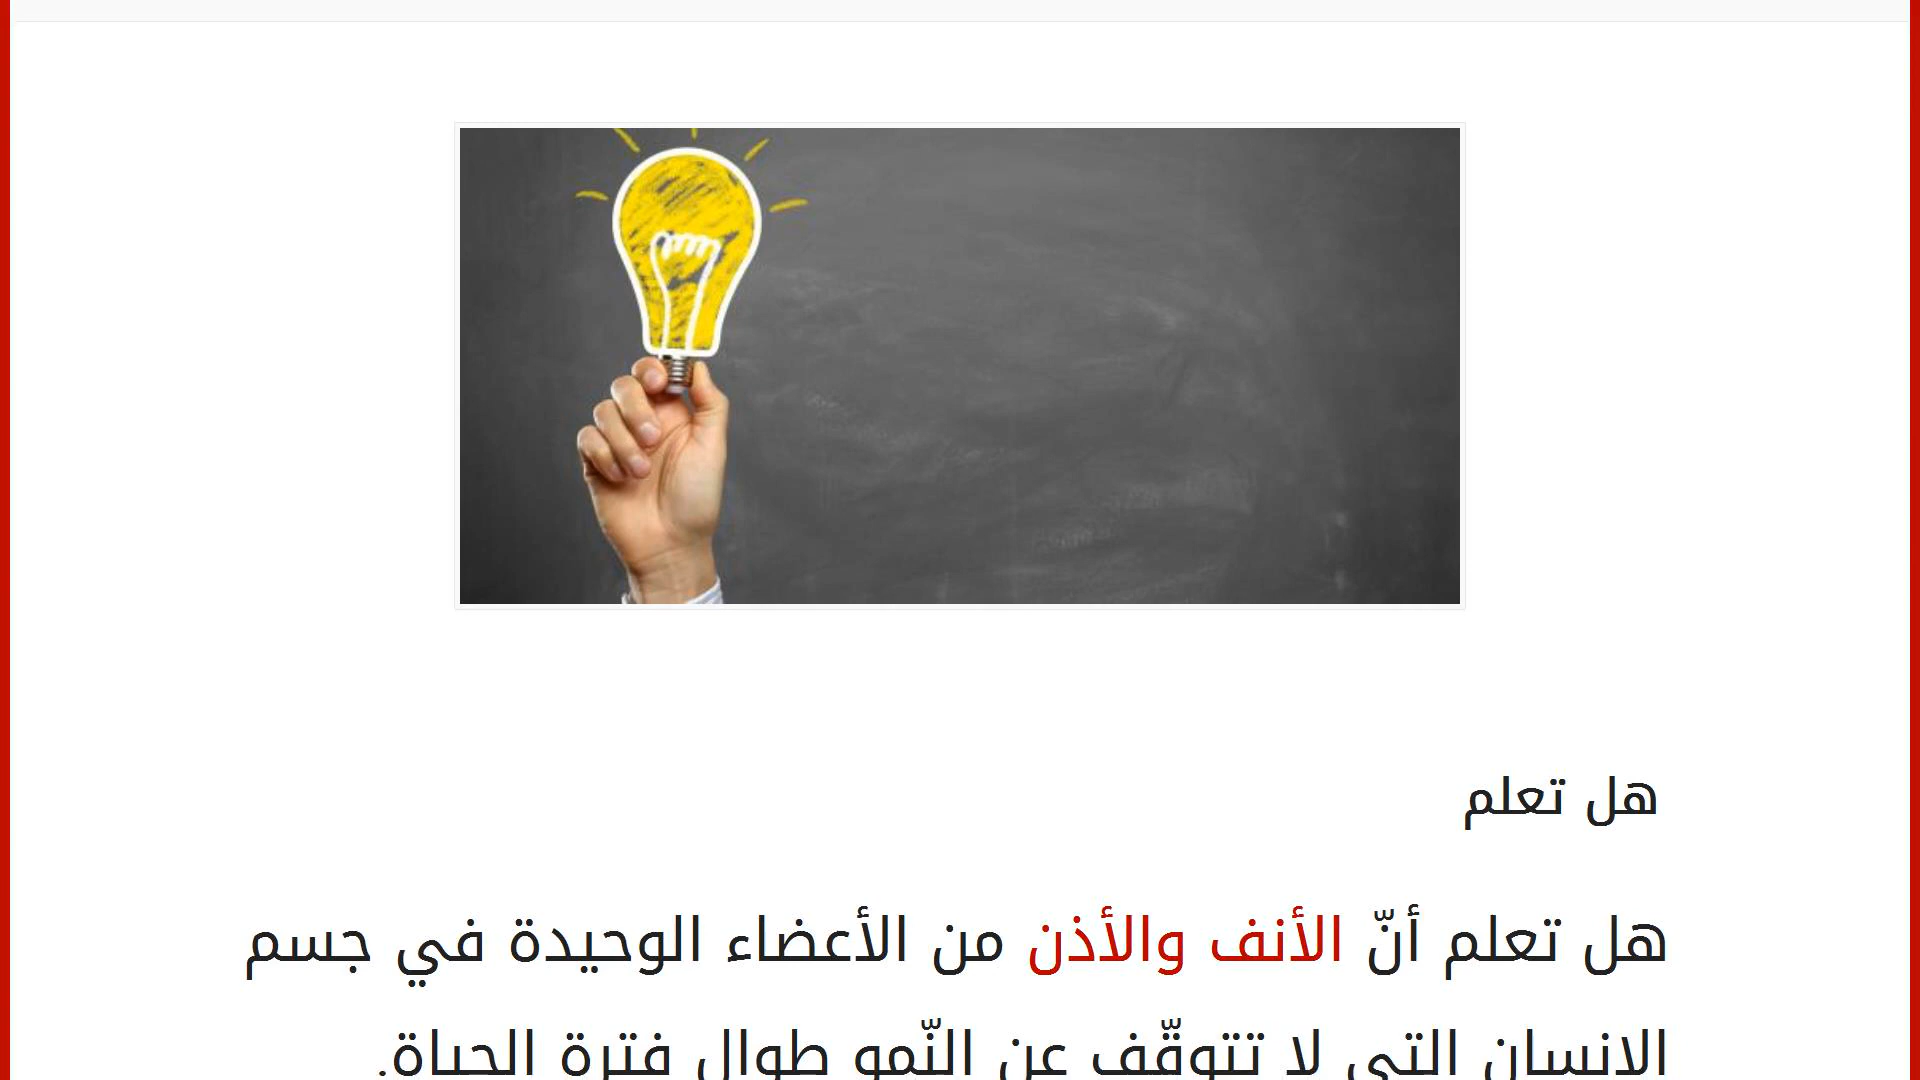 هل تعلم
هل تعلم أنّ الأنف والأذن من الأعضاء الوحيدة في جسم
الانسان التي لا تتوقّف عن النّمو طوال فترة الحياة.